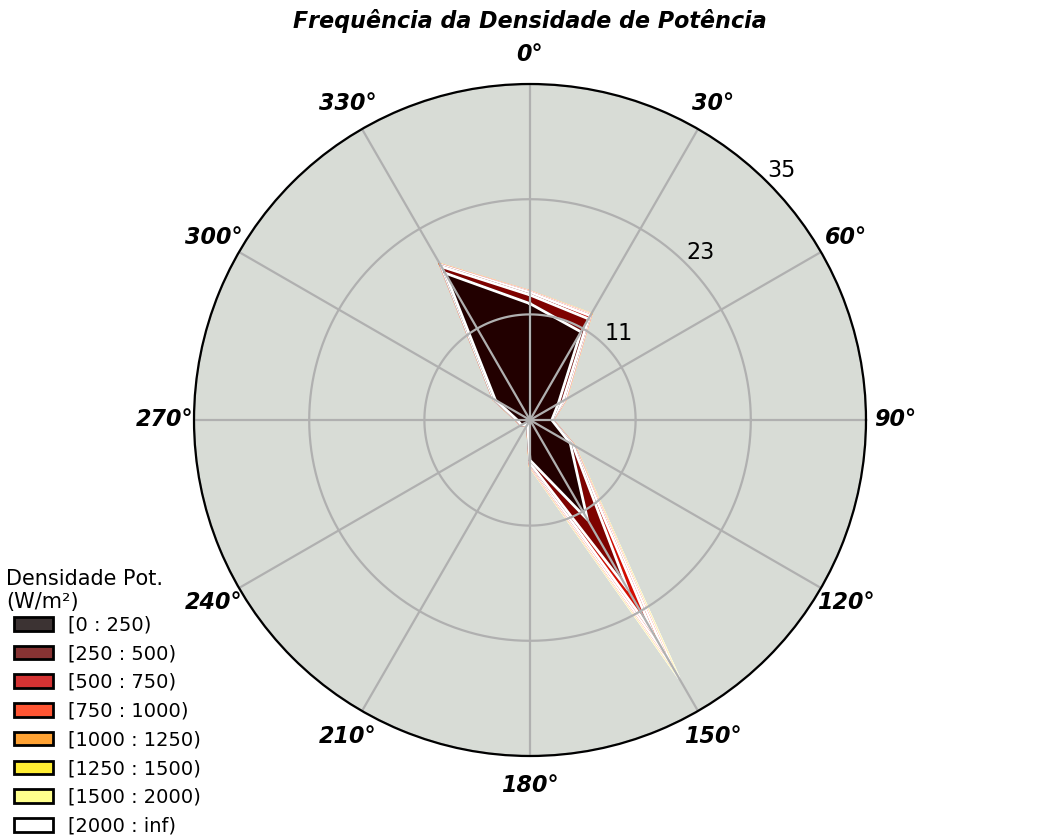 Frequência da Densidade de Potência
0°
330°
30°
35
300°
60°
23
11
270°
90°
240°
120°
210°
150°
180°
Densidade Pot.
(W/m²)
[0 : 250)
[250 : 500)
[500 : 750)
[750 : 1000)
[1000 : 1250)
[1250 : 1500)
[1500 : 2000)
[2000 : inf)